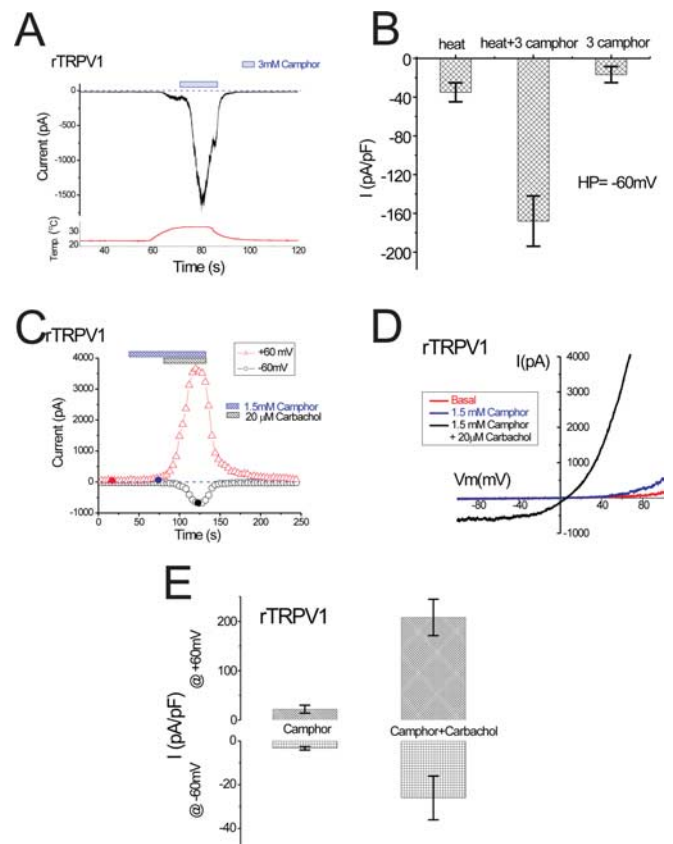 A
B
rTRPV1
3mM Camphor
heat
heat+3 camphor
3 camphor
0
-500
-1000
-1500
Current (pA)
30
20
Temp. (°C)
40 60 80 100 120
Time (s)
0
-40
-80
-120
-160
-200
I (pA/pF)
HP= -60mV
C
rTRPV1
4000
3000
2000
1000
0
-1000
Current (pA)
+60 mV
-60mV
1.5mM Camphor
20 μM Carbachol
0 50 100 150 200 250
Time (s)
D
rTRPV1
I(pA)
4000
3000
2000
1000
-1000
Basal
1.5 mM Camphor
1.5 mM Camphor
+ 20μM Carbachol
Vm(mV)
-80 -40 0 40 80
E
rTRPV1
200
100
0
@ +60mV
I (pA/pF)
Camphor
Camphor+Carbachol
0
-20
-40
@ -60mV